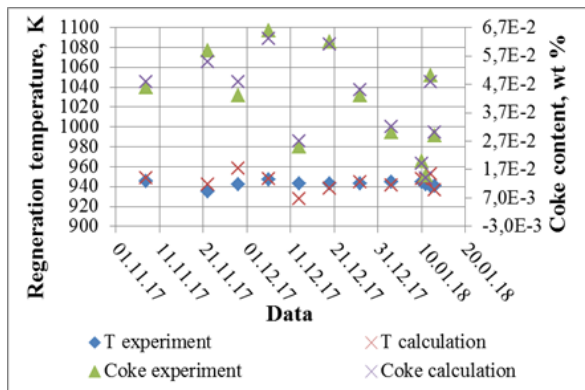 Regneration temperature, K
1100
1080
1060
1040
1020
1000
980
960
940
920
900
6,7E-2
5,7E-2
4,7E-2
3,7E-2
2,7E-2
1,7E-2
7,0E-3
-3,0E-3
Coke content, wt %
01.11.17
11.11.17
21.11.17
01.12.17
11.12.17
21.12.17
31.12.17
10.01.18
20.01.18
Data
T experiment
T calculation
Coke experiment
Coke calculation